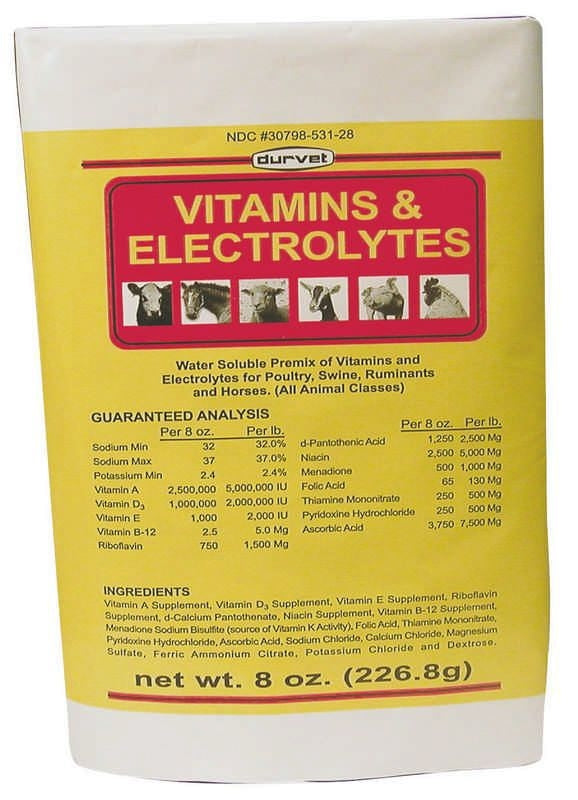 NDC #30798-531-28
durvet
VITAMINS &
ELECTROLYTES
Water Soluble Premix of Vitamins and
Electrolytes for Poultry, Swine, Ruminants
and Horses. (All Animal Classes)
GUARANTEED ANALYSIS
Per 8 oz. Per lb.
Sodium Min 32 32.0%
Sodium Max 37 37.0%
Potassium Min 2.4 2.4%
Vitamin A 2,500,000 5,000,000 IU
Vitamin D3 1,000,000 2,000,000 IU
Vitamin E 1,000 2,000 IU
Vitamin B-12 2.5 5.0 Mg
Riboflavin 750 1,500 Mg
Per 8 oz. Per lb.
d-Pantothenic Acid 1,250 2,500 Mg
Niacin 2,500 5,000 Mg
Menadione 500 1,000 Mg
Folic Acid 65 130 Mg
Thiamine Mononitrate 250 500 Mg
Pyridoxine Hydrochloride 250 500 Mg
Ascorbic Acid 3,750 7,500 Mg
INGREDIENTS
Vitamin A Supplement, Vitamin D3 Supplement, Vitamin E Supplement, Riboflavin
Supplement, d-Calcium Pantothenate, Niacin Supplement, Vitamin B-12 Supplement,
Menadione Sodium Bisulfite (source of Vitamin K Activity), Folic Acid, Thiamine Mononitrate,
Pyridoxine Hydrochloride, Ascorbic Acid, Sodium Chloride, Calcium Chloride, Magnesium
Sulfate, Ferric Ammonium Citrate, Potassium Chloride and Dextrose.
net wt. 8 oz. (226.8g)